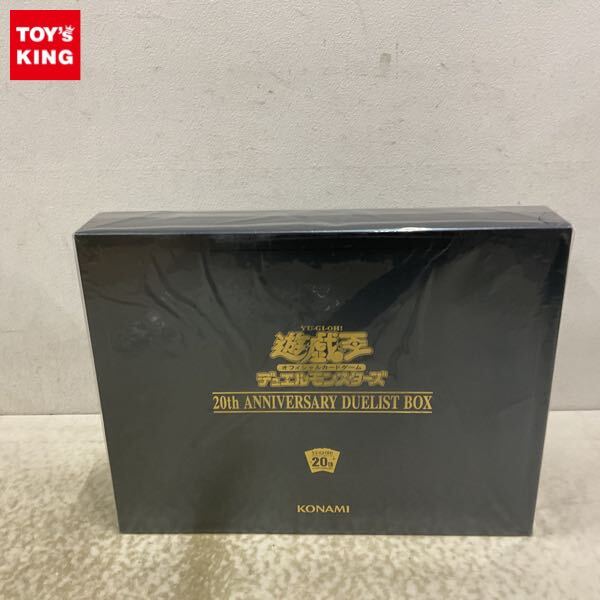 TOY's
KING
YU-GI-OH!
遊戯王
オフィシャルカードゲーム
デュエルモンスターズ
20th ANNIVERSARY DUELIST BOX
20th
KONAMI